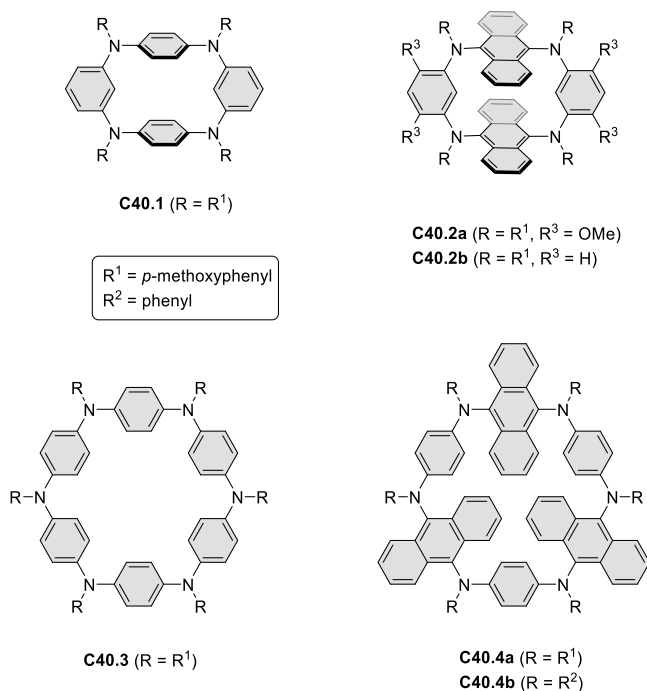 R R
N N
N N
R R
C40.1 (R = R¹)
R³ R R R³
N N
N N
R³ R R R³
C40.2a (R = R¹, R³ = OMe)
C40.2b (R = R¹, R³ = H)
R¹ = p-methoxyphenyl
R² = phenyl
R R
N N
R N N R
N N
R R
C40.3 (R = R¹)
R R
N N
R N N R
N N
R R
C40.4a (R = R¹)
C40.4b (R = R²)